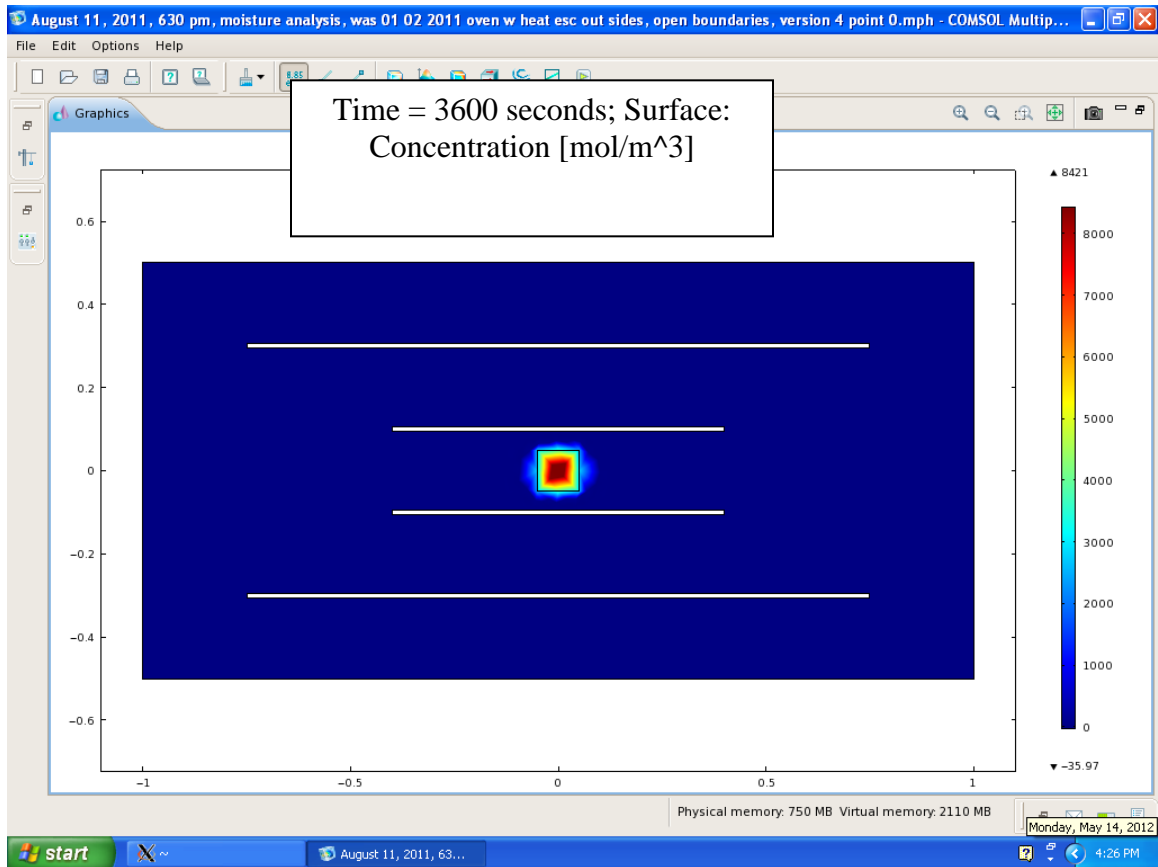 August 11, 2011, 630 pm, moisture analysis, was 01 02 2011 oven w heat esc out sides, open boundaries, version 4 point 0.mph - COMSOL Multip...
File Edit Options Help
Time = 3600 seconds; Surface:
Concentration [mol/m^3]
Graphics
▲ 8421
8000
7000
6000
5000
4000
3000
2000
1000
0
▼ −35.97
0.6
0.4
0.2
0
−0.2
−0.4
−0.6
−1 −0.5 0 0.5 1
Physical memory: 750 MB Virtual memory: 2110 MB
Monday, May 14, 2012
start
X ~
August 11, 2011, 63...
4:26 PM